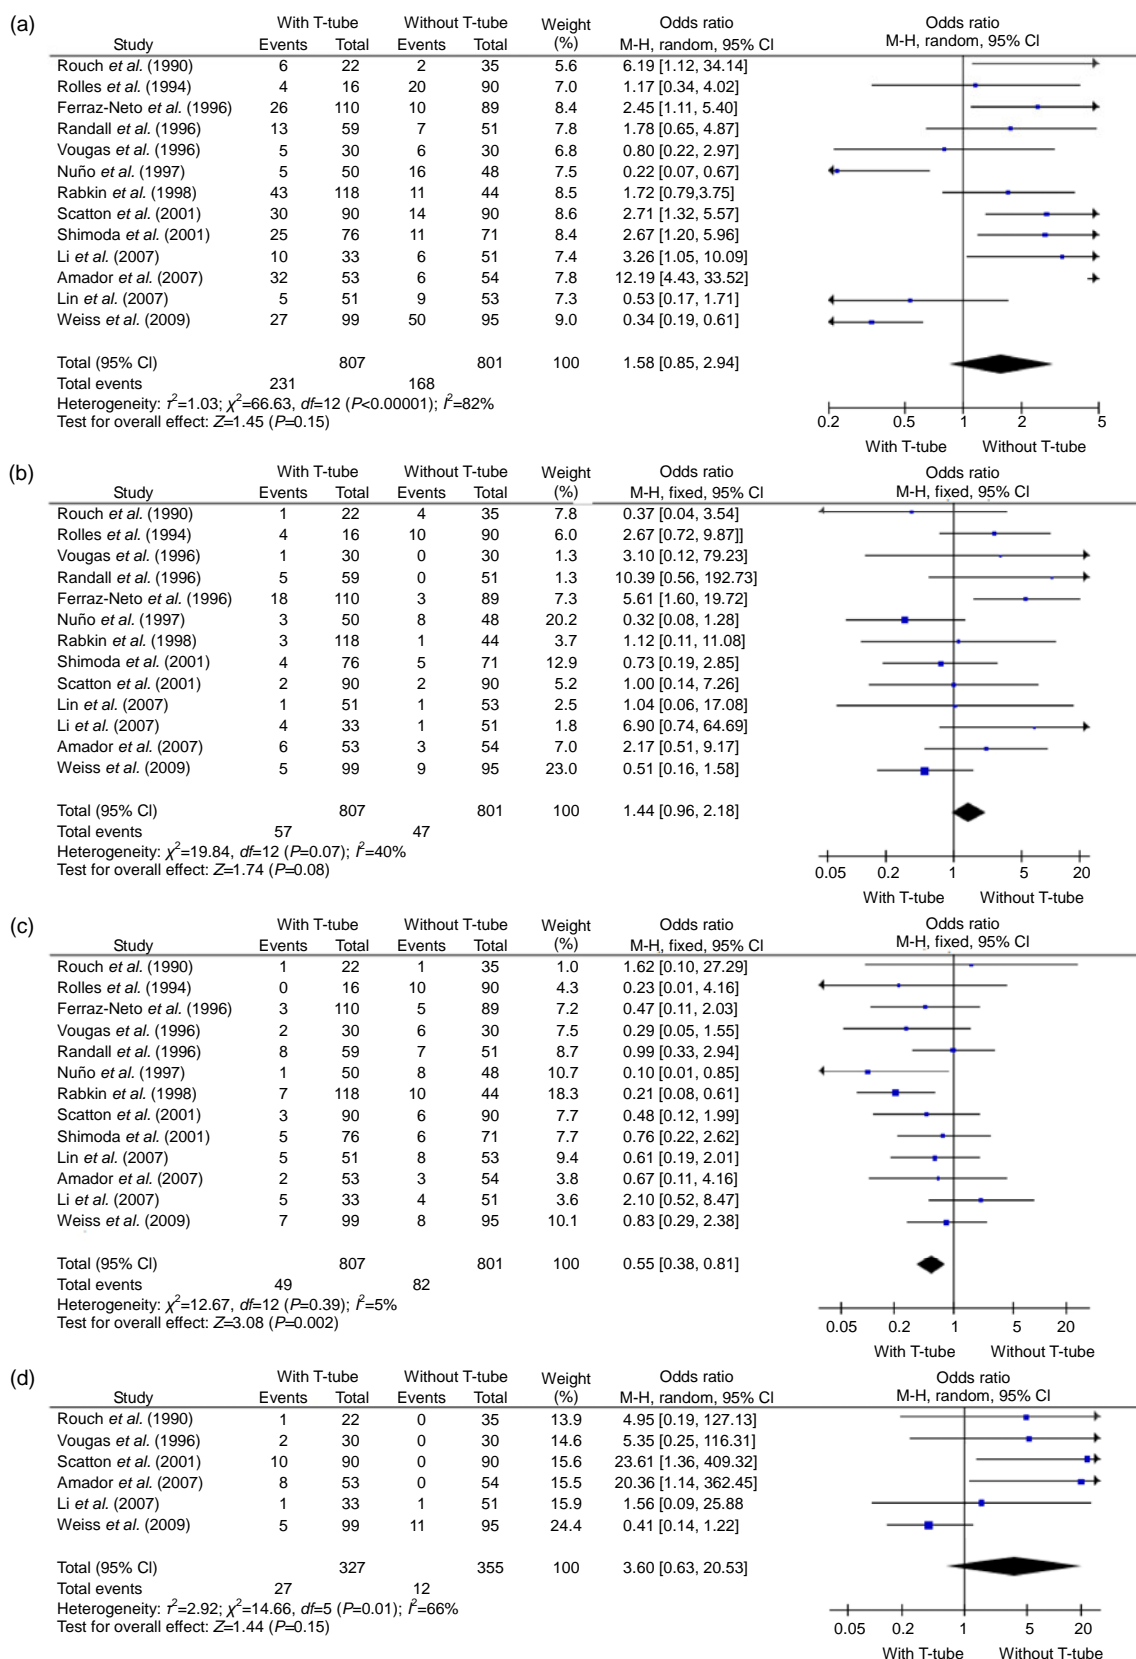 (a)
With T-tube Without T-tube Weight Odds ratio Odds ratio
Study Events Total Events Total (%) M-H, random, 95% CI M-H, random, 95% CI
Rouch et al. (1990) 6 22 2 35 5.6 6.19 [1.12, 34.14]
Rolles et al. (1994) 4 16 20 90 7.0 1.17 [0.34, 4.02]
Ferraz-Neto et al. (1996) 26 110 10 89 8.4 2.45 [1.11, 5.40]
Randall et al. (1996) 13 59 7 51 7.8 1.78 [0.65, 4.87]
Vougas et al. (1996) 5 30 6 30 6.8 0.80 [0.22, 2.97]
Nuño et al. (1997) 5 50 16 48 7.5 0.22 [0.07, 0.67]
Rabkin et al. (1998) 43 118 11 44 8.5 1.72 [0.79,3.75]
Scatton et al. (2001) 30 90 14 90 8.6 2.71 [1.32, 5.57]
Shimoda et al. (2001) 25 76 11 71 8.4 2.67 [1.20, 5.96]
Li et al. (2007) 10 33 6 51 7.4 3.26 [1.05, 10.09]
Amador et al. (2007) 32 53 6 54 7.8 12.19 [4.43, 33.52]
Lin et al. (2007) 5 51 9 53 7.3 0.53 [0.17, 1.71]
Weiss et al. (2009) 27 99 50 95 9.0 0.34 [0.19, 0.61]
Total (95% CI) 807 801 100 1.58 [0.85, 2.94]
Total events 231 168
Heterogeneity: τ²=1.03; χ²=66.63, df=12 (P<0.00001); I²=82%
Test for overall effect: Z=1.45 (P=0.15)
0.2 0.5 1 2 5
With T-tube Without T-tube
(b)
With T-tube Without T-tube Weight Odds ratio Odds ratio
Study Events Total Events Total (%) M-H, fixed, 95% CI M-H, fixed, 95% CI
Rouch et al. (1990) 1 22 4 35 7.8 0.37 [0.04, 3.54]
Rolles et al. (1994) 4 16 10 90 6.0 2.67 [0.72, 9.87]]
Vougas et al. (1996) 1 30 0 30 1.3 3.10 [0.12, 79.23]
Randall et al. (1996) 5 59 0 51 1.3 10.39 [0.56, 192.73]
Ferraz-Neto et al. (1996) 18 110 3 89 7.3 5.61 [1.60, 19.72]
Nuño et al. (1997) 3 50 8 48 20.2 0.32 [0.08, 1.28]
Rabkin et al. (1998) 3 118 1 44 3.7 1.12 [0.11, 11.08]
Shimoda et al. (2001) 4 76 5 71 12.9 0.73 [0.19, 2.85]
Scatton et al. (2001) 2 90 2 90 5.2 1.00 [0.14, 7.26]
Lin et al. (2007) 1 51 1 53 2.5 1.04 [0.06, 17.08]
Li et al. (2007) 4 33 1 51 1.8 6.90 [0.74, 64.69]
Amador et al. (2007) 6 53 3 54 7.0 2.17 [0.51, 9.17]
Weiss et al. (2009) 5 99 9 95 23.0 0.51 [0.16, 1.58]
Total (95% CI) 807 801 100 1.44 [0.96, 2.18]
Total events 57 47
Heterogeneity: χ²=19.84, df=12 (P=0.07); I²=40%
Test for overall effect: Z=1.74 (P=0.08)
0.05 0.2 1 5 20
With T-tube Without T-tube
(c)
With T-tube Without T-tube Weight Odds ratio Odds ratio
Study Events Total Events Total (%) M-H, fixed, 95% CI M-H, fixed, 95% CI
Rouch et al. (1990) 1 22 1 35 1.0 1.62 [0.10, 27.29]
Rolles et al. (1994) 0 16 10 90 4.3 0.23 [0.01, 4.16]
Ferraz-Neto et al. (1996) 3 110 5 89 7.2 0.47 [0.11, 2.03]
Vougas et al. (1996) 2 30 6 30 7.5 0.29 [0.05, 1.55]
Randall et al. (1996) 8 59 7 51 8.7 0.99 [0.33, 2.94]
Nuño et al. (1997) 1 50 8 48 10.7 0.10 [0.01, 0.85]
Rabkin et al. (1998) 7 118 10 44 18.3 0.21 [0.08, 0.61]
Scatton et al. (2001) 3 90 6 90 7.7 0.48 [0.12, 1.99]
Shimoda et al. (2001) 5 76 6 71 7.7 0.76 [0.22, 2.62]
Lin et al. (2007) 5 51 8 53 9.4 0.61 [0.19, 2.01]
Amador et al. (2007) 2 53 3 54 3.8 0.67 [0.11, 4.16]
Li et al. (2007) 5 33 4 51 3.6 2.10 [0.52, 8.47]
Weiss et al. (2009) 7 99 8 95 10.1 0.83 [0.29, 2.38]
Total (95% CI) 807 801 100 0.55 [0.38, 0.81]
Total events 49 82
Heterogeneity: χ²=12.67, df=12 (P=0.39); I²=5%
Test for overall effect: Z=3.08 (P=0.002)
0.05 0.2 1 5 20
With T-tube Without T-tube
(d)
With T-tube Without T-tube Weight Odds ratio Odds ratio
Study Events Total Events Total (%) M-H, random, 95% CI M-H, random, 95% CI
Rouch et al. (1990) 1 22 0 35 13.9 4.95 [0.19, 127.13]
Vougas et al. (1996) 2 30 0 30 14.6 5.35 [0.25, 116.31]
Scatton et al. (2001) 10 90 0 90 15.6 23.61 [1.36, 409.32]
Amador et al. (2007) 8 53 0 54 15.5 20.36 [1.14, 362.45]
Li et al. (2007) 1 33 1 51 15.9 1.56 [0.09, 25.88
Weiss et al. (2009) 5 99 11 95 24.4 0.41 [0.14, 1.22]
Total (95% CI) 327 355 100 3.60 [0.63, 20.53]
Total events 27 12
Heterogeneity: τ²=2.92; χ²=14.66, df=5 (P=0.01); I²=66%
Test for overall effect: Z=1.44 (P=0.15)
0.05 0.2 1 5 20
With T-tube Without T-tube